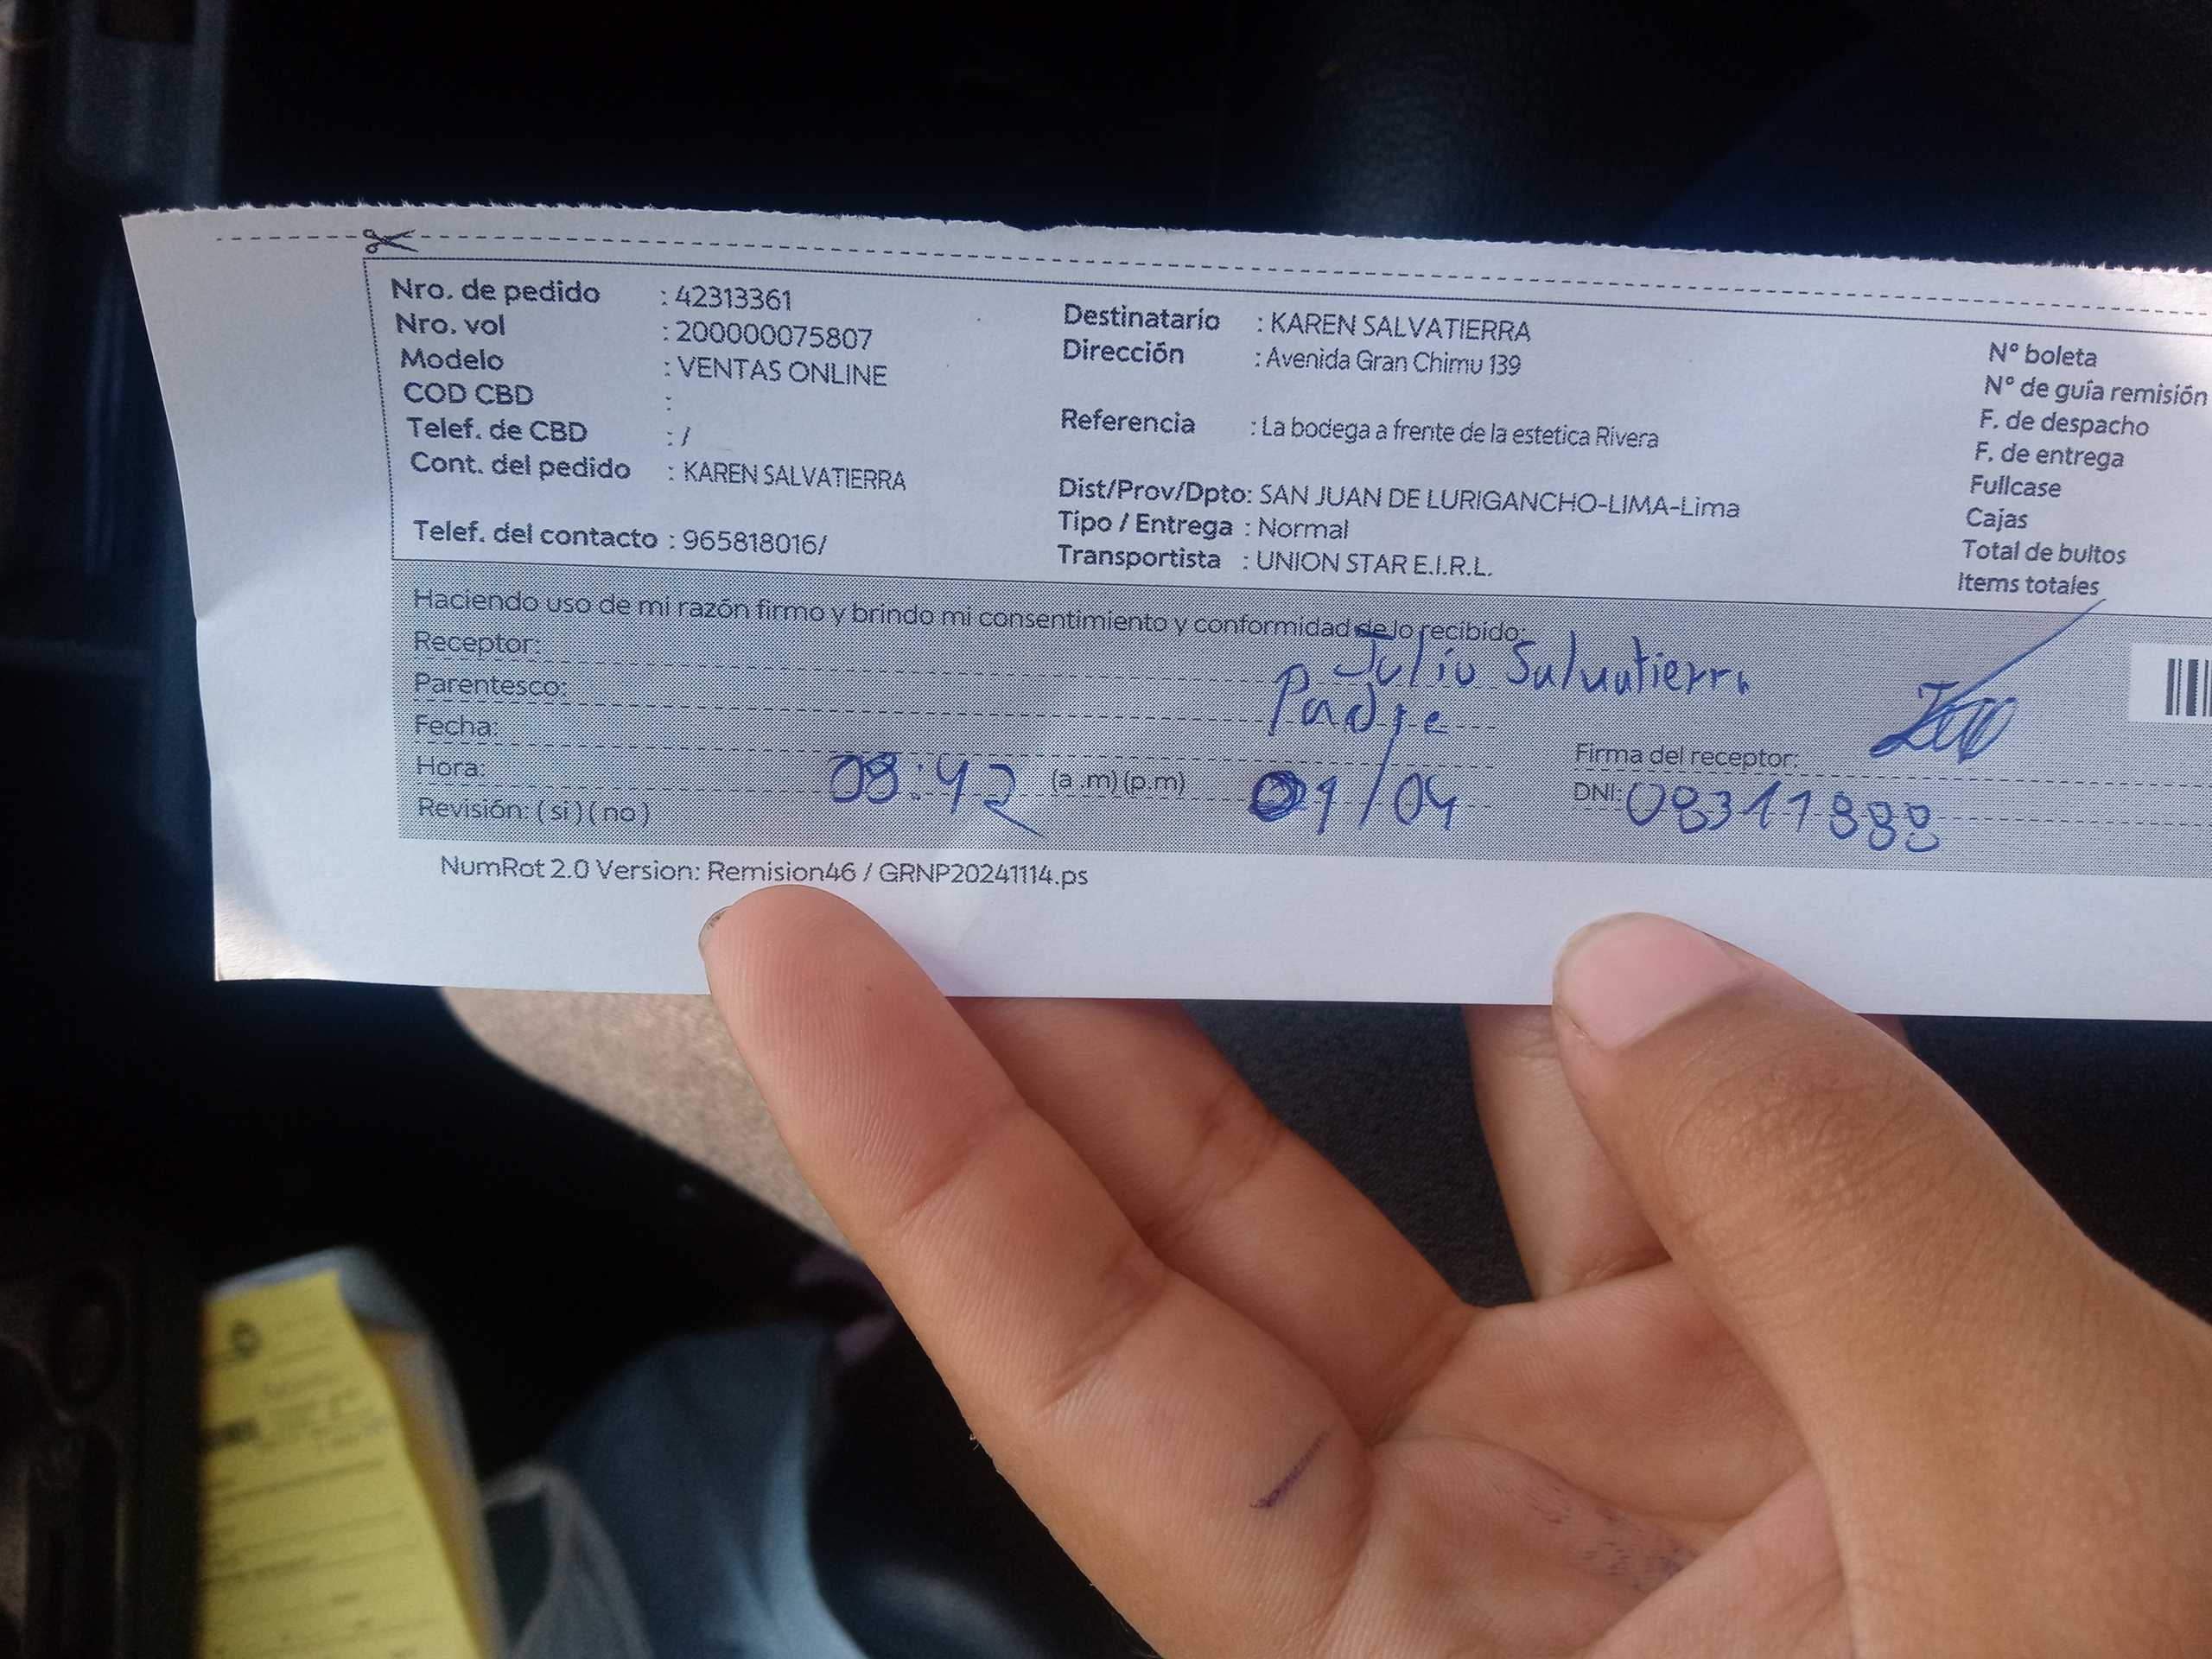 Nro. de pedido : 42313361
Nro. vol : 200000075807
Modelo : VENTAS ONLINE
COD CBD :
Telef. de CBD : /
Cont. del pedido : KAREN SALVATIERRA
Telef. del contacto : 965818016/
Destinatario : KAREN SALVATIERRA
Dirección : Avenida Gran Chimu 139
Referencia : La bodega a frente de la estetica Rivera
Dist/Prov/Dpto: SAN JUAN DE LURIGANCHO-LIMA-Lima
Tipo / Entrega : Normal
Transportista : UNION STAR E.I.R.L.
N° boleta
N° de guía remisión
F. de despacho
F. de entrega
Fullcase
Cajas
Total de bultos
Items totales
Haciendo uso de mi razón firmo y brindo mi consentimiento y conformidad de lo recibido:
Receptor: Julio Salvatierra
Parentesco: Padre
Fecha:
Hora: 08:42 (a .m) (p.m) 01/04
Revisión: ( si ) ( no )
Firma del receptor:
DNI: 08311888
NumRot 2.0 Version: Remision46 / GRNP20241114.ps